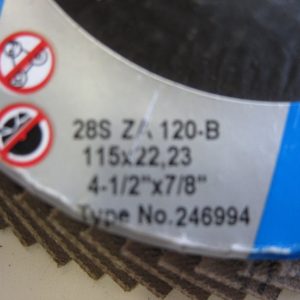 28S ZA 120-B
115x22,23
4-1/2"x7/8"
Type No.246994